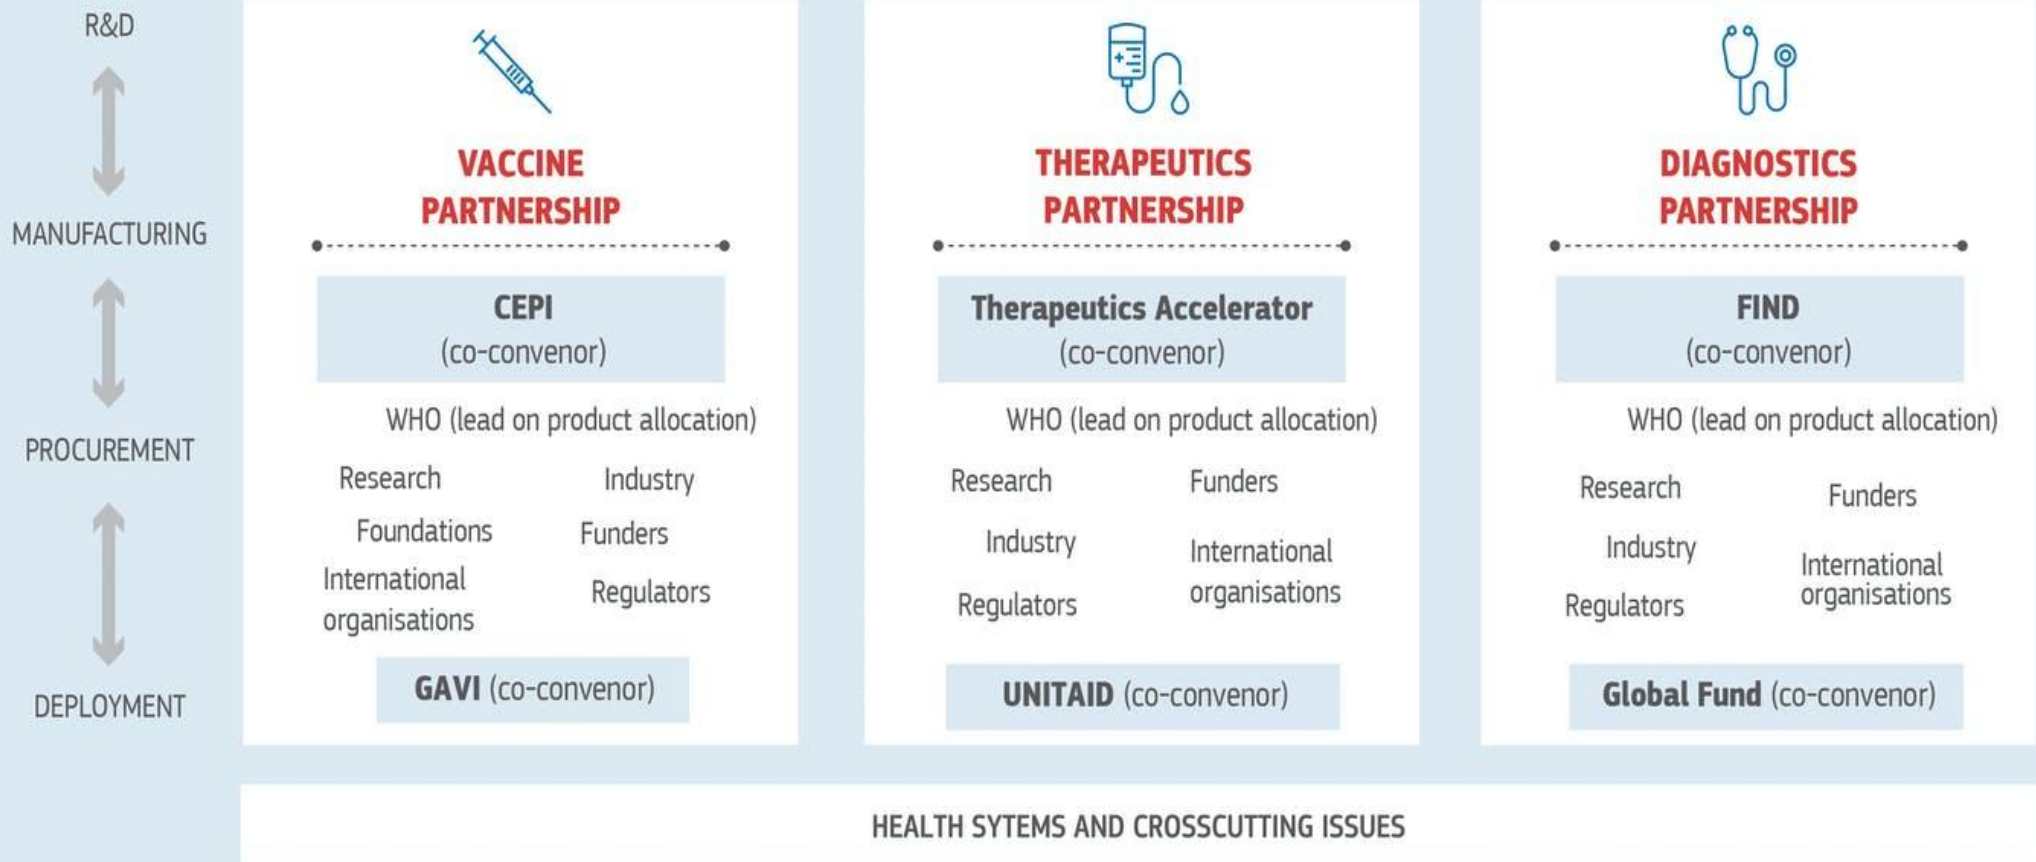 R&D
MANUFACTURING
PROCUREMENT
DEPLOYMENT
VACCINE
PARTNERSHIP
CEPI
(co-convenor)
WHO (lead on product allocation)
Research
Industry
Foundations
Funders
International
organisations
Regulators
GAVI (co-convenor)
THERAPEUTICS
PARTNERSHIP
Therapeutics Accelerator
(co-convenor)
WHO (lead on product allocation)
Research
Funders
Industry
International
organisations
Regulators
UNITAID (co-convenor)
DIAGNOSTICS
PARTNERSHIP
FIND
(co-convenor)
WHO (lead on product allocation)
Research
Funders
Industry
International
organisations
Regulators
Global Fund (co-convenor)
HEALTH SYTEMS AND CROSSCUTTING ISSUES